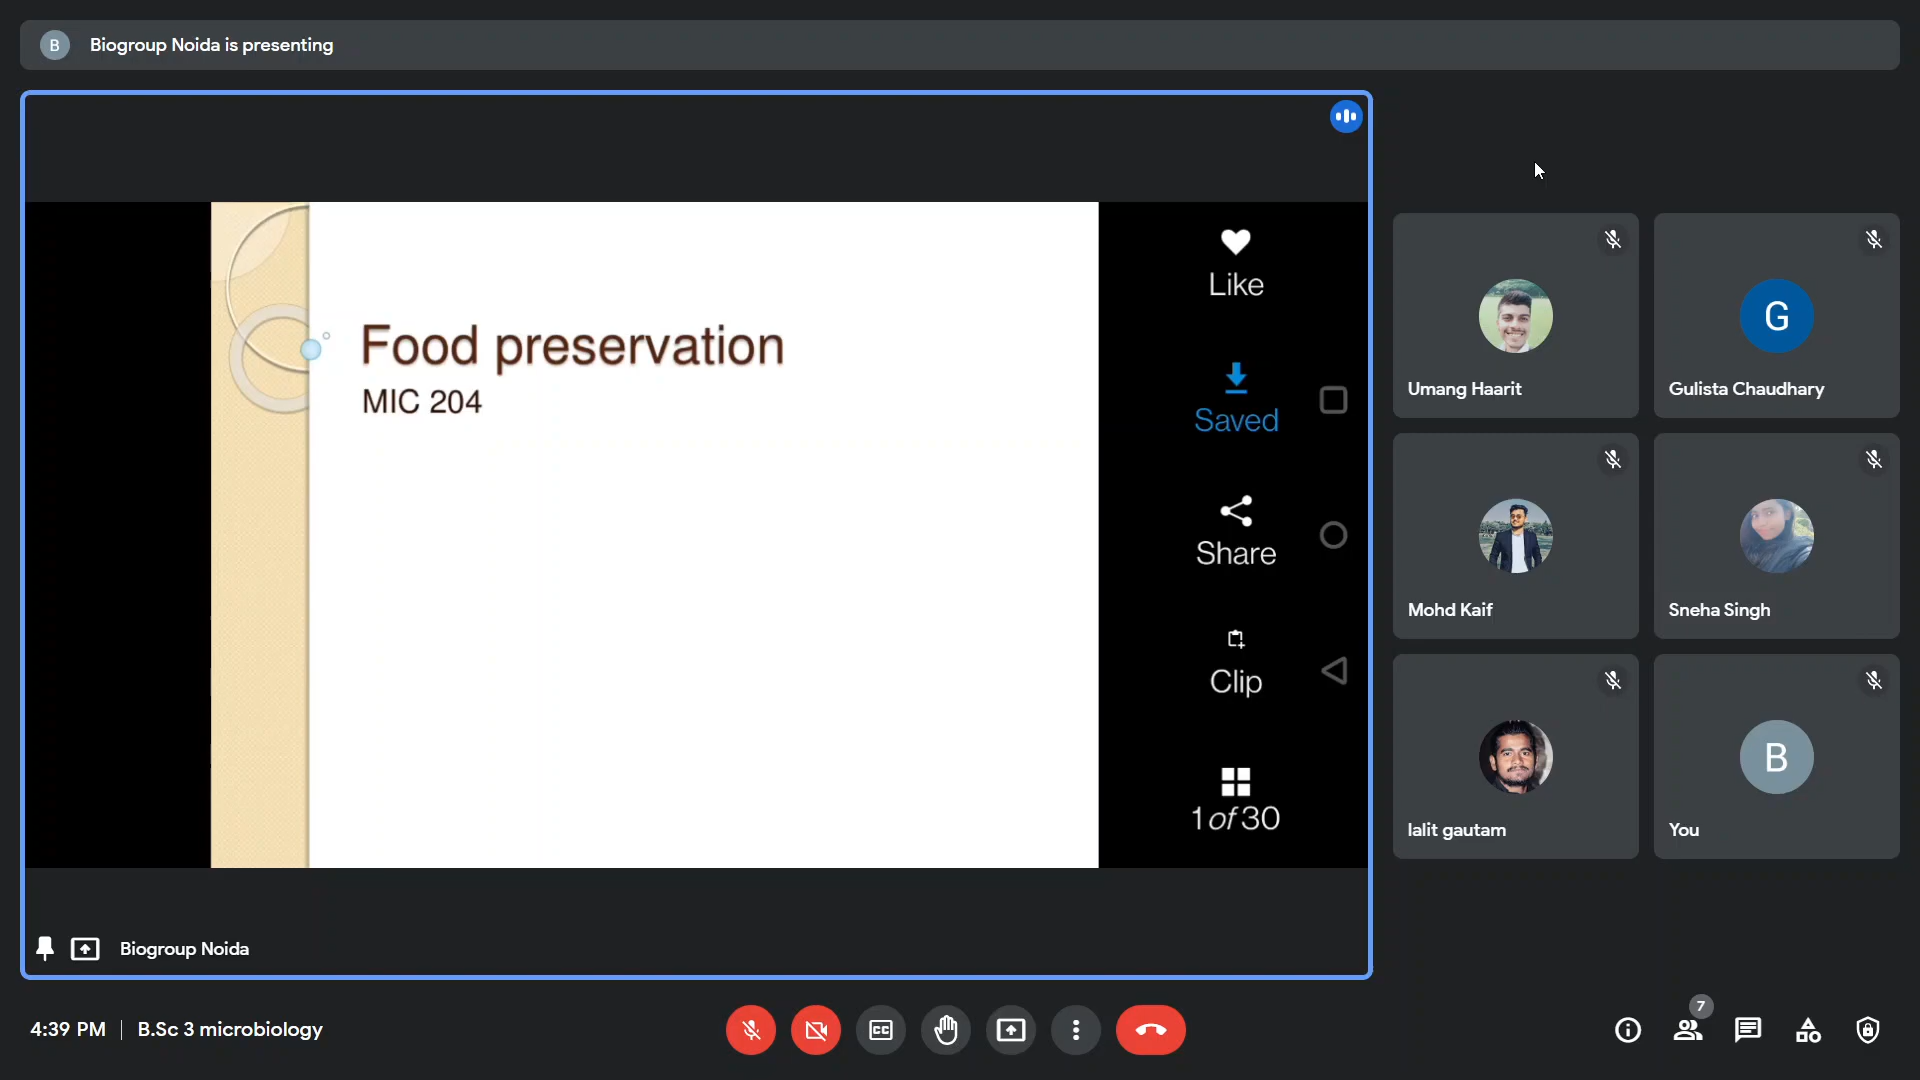 B Biogroup Noida is presenting
Food preservation
MIC 204
Like
Saved
Share
Clip
1 of 30
Biogroup Noida
Umang Haarit
G
Gulista Chaudhary
Mohd Kaif
Sneha Singh
lalit gautam
B
You
4:39 PM | B.Sc 3 microbiology
CC
7